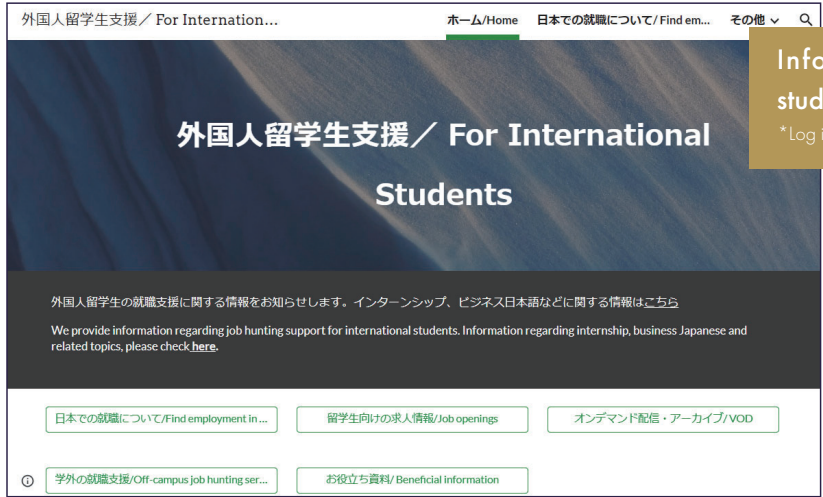 外国人留学生支援／ For Internation...
ホーム/Home 日本での就職について/ Find em... その他
外国人留学生支援／ For International
Students
外国人留学生の就職支援に関する情報をお知らせします。インターンシップ、ビジネス日本語などに関する情報はこちら
We provide information regarding job hunting support for international students. Information regarding internship, business Japanese and
related topics, please check here.
日本での就職について/Find employment in ... 留学生向けの求人情報/Job openings オンデマンド配信・アーカイブ/ VOD
学外の就職支援/Off-campus job hunting ser... お役立ち資料/ Beneficial information
Info
stud
*Log i